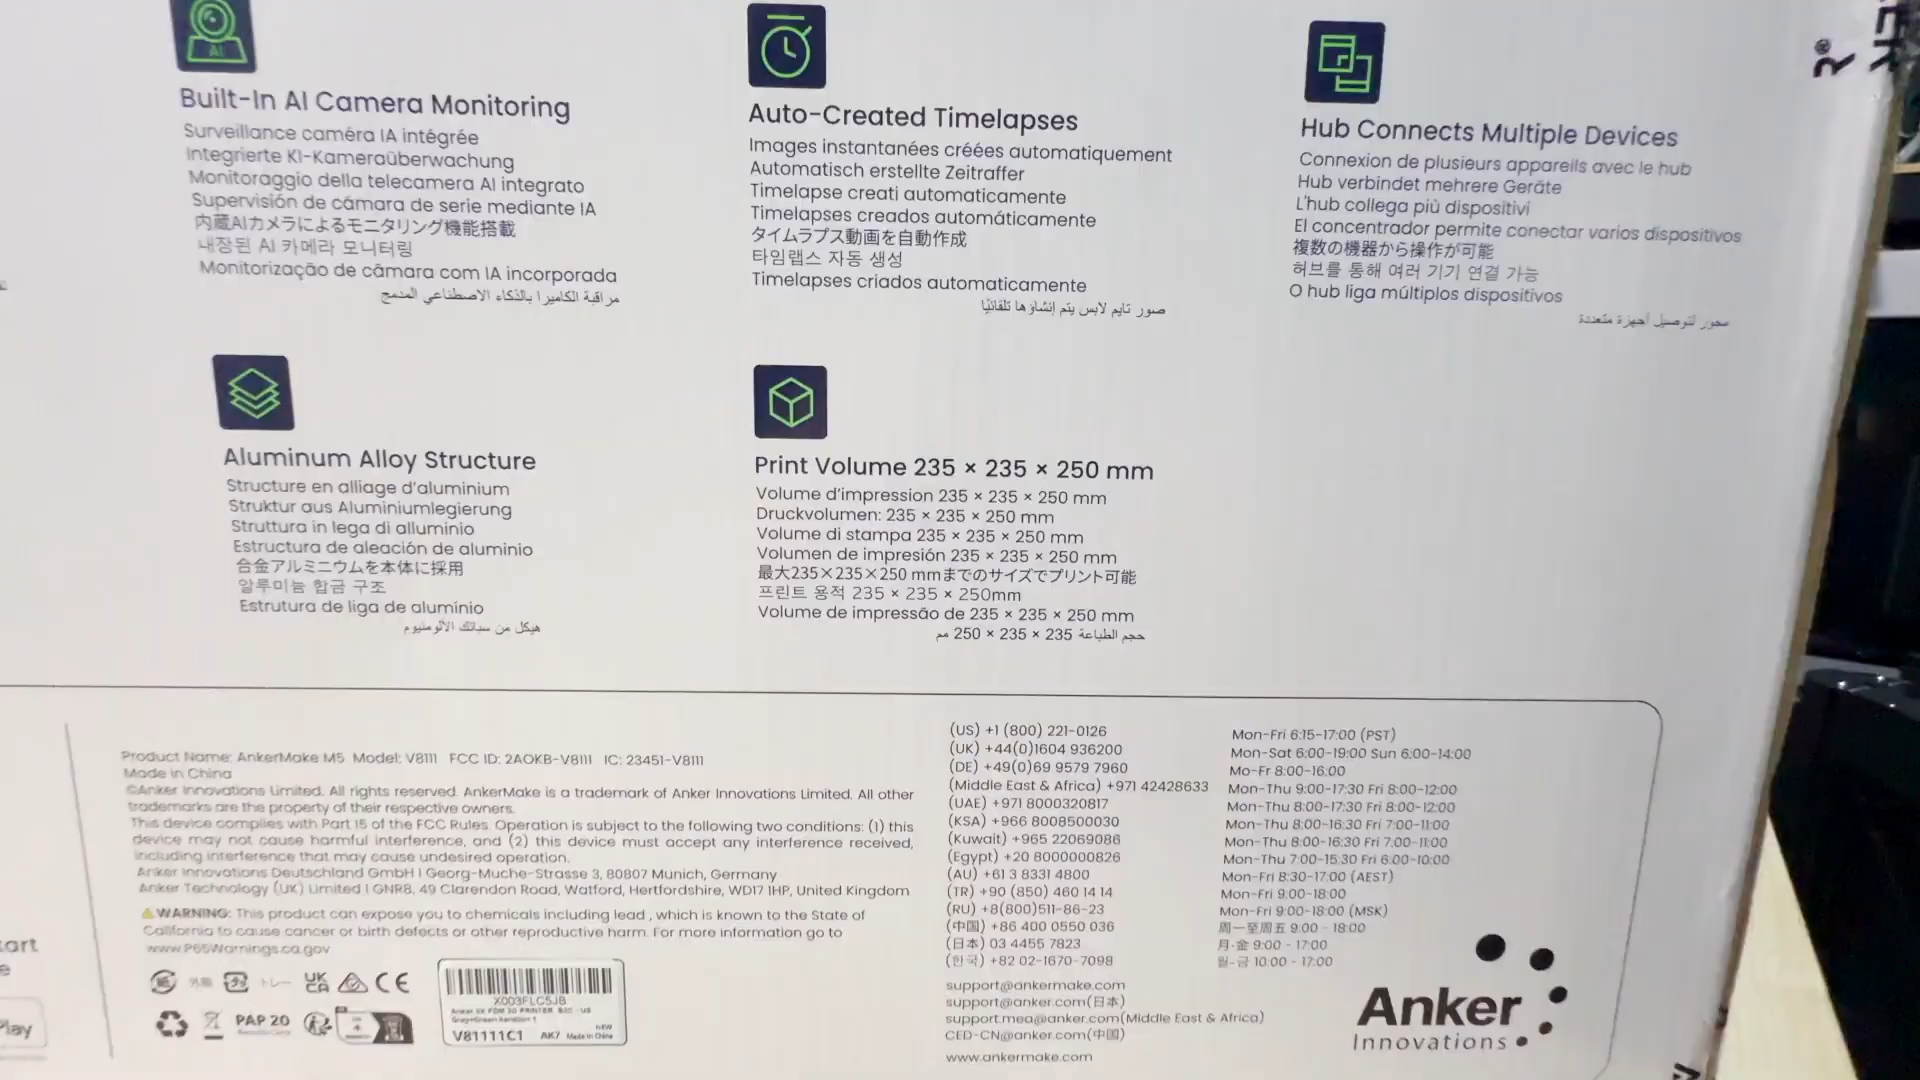 AI
Built-In AI Camera Monitoring
Surveillance caméra IA intégrée
Integrierte KI-Kameraüberwachung
Monitoraggio della telecamera AI integrato
Supervisión de cámara de serie mediante IA
内蔵AIカメラによるモニタリング機能搭載
내장된 AI 카메라 모니터링
Monitorização de câmara com IA incorporada
مراقبة الكاميرا بالذكاء الاصطناعي المدمج
Auto-Created Timelapses
Images instantanées créées automatiquement
Automatisch erstellte Zeitraffer
Timelapse creati automaticamente
Timelapses creados automáticamente
タイムラプス動画を自動作成
타임랩스 자동 생성
Timelapses criados automaticamente
صور تايم لابس يتم إنشاؤها تلقائيًا
Hub Connects Multiple Devices
Connexion de plusieurs appareils avec le hub
Hub verbindet mehrere Geräte
L'hub collega più dispositivi
El concentrador permite conectar varios dispositivos
複数の機器から操作が可能
허브를 통해 여러 기기 연결 가능
O hub liga múltiplos dispositivos
محور لتوصيل أجهزة متعددة
Aluminum Alloy Structure
Structure en alliage d'aluminium
Struktur aus Aluminiumlegierung
Struttura in lega di alluminio
Estructura de aleación de aluminio
合金アルミニウムを本体に採用
알루미늄 합금 구조
Estrutura de liga de alumínio
هيكل من سبائك الألومنيوم
Print Volume 235 × 235 × 250 mm
Volume d'impression 235 × 235 × 250 mm
Druckvolumen: 235 × 235 × 250 mm
Volume di stampa 235 × 235 × 250 mm
Volumen de impresión 235 × 235 × 250 mm
最大235×235×250 mmまでのサイズでプリント可能
프린트 용적 235 × 235 × 250mm
Volume de impressão de 235 × 235 × 250 mm
حجم الطباعة 235 × 235 × 250 مم
Product Name: AnkerMake M5 Model: V8111 FCC ID: 2AOKB-V8111 IC: 23451-V8111
Made in China
©Anker Innovations Limited. All rights reserved. AnkerMake is a trademark of Anker Innovations Limited. All other
trademarks are the property of their respective owners.
This device complies with Part 15 of the FCC Rules. Operation is subject to the following two conditions: (1) this
device may not cause harmful interference, and (2) this device must accept any interference received,
including interference that may cause undesired operation.
Anker Innovations Deutschland GmbH I Georg-Muche-Strasse 3, 80807 Munich, Germany
Anker Technology (UK) Limited I GNR8, 49 Clarendon Road, Watford, Hertfordshire, WD17 1HP, United Kingdom
WARNING: This product can expose you to chemicals including lead , which is known to the State of
California to cause cancer or birth defects or other reproductive harm. For more information go to
www.P65Warnings.ca.gov
紙 外箱 プラ トレー UK CA CE
PAP 20
X003FLC5JB
V81111C1 AK7 NEW Made in China
Play
(US) +1 (800) 221-0126 Mon-Fri 6:15-17:00 (PST)
(UK) +44(0)1604 936200 Mon-Sat 6:00-19:00 Sun 6:00-14:00
(DE) +49(0)69 9579 7960 Mo-Fr 8:00-16:00
(Middle East & Africa) +971 42428633 Mon-Thu 9:00-17:30 Fri 8:00-12:00
(UAE) +971 8000320817 Mon-Thu 8:00-17:30 Fri 8:00-12:00
(KSA) +966 8008500030 Mon-Thu 8:00-16:30 Fri 7:00-11:00
(Kuwait) +965 22069086 Mon-Thu 8:00-16:30 Fri 7:00-11:00
(Egypt) +20 8000000826 Mon-Thu 7:00-15:30 Fri 6:00-10:00
(AU) +61 3 8331 4800 Mon-Fri 8:30-17:00 (AEST)
(TR) +90 (850) 460 14 14 Mon-Fri 9:00-18:00
(RU) +8(800)511-86-23 Mon-Fri 9:00-18:00 (MSK)
(中国) +86 400 0550 036 周一至周五 9:00 - 18:00
(日本) 03 4455 7823 月-金 9:00 - 17:00
(한국) +82 02-1670-7098 월-금 10:00 - 17:00
support@ankermake.com
support@anker.com(日本)
support.mea@anker.com(Middle East & Africa)
CED-CN@anker.com(中国)
www.ankermake.com
Anker
Innovations